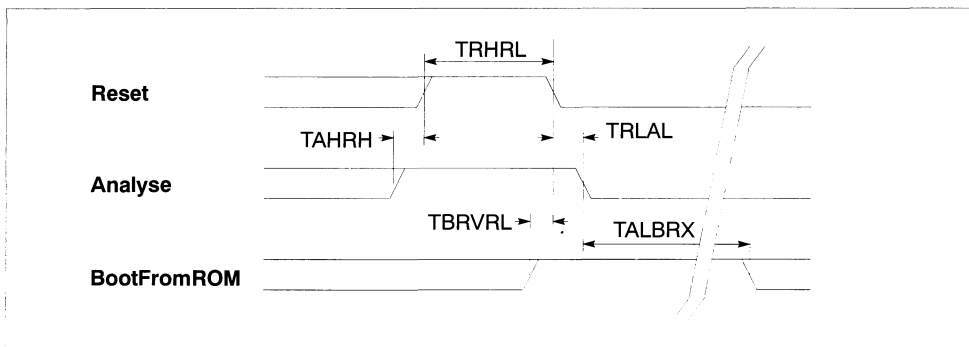 TRHRL
Reset
TAHRH
TRLAL
Analyse
TBRVRL
TALBRX
BootFromROM